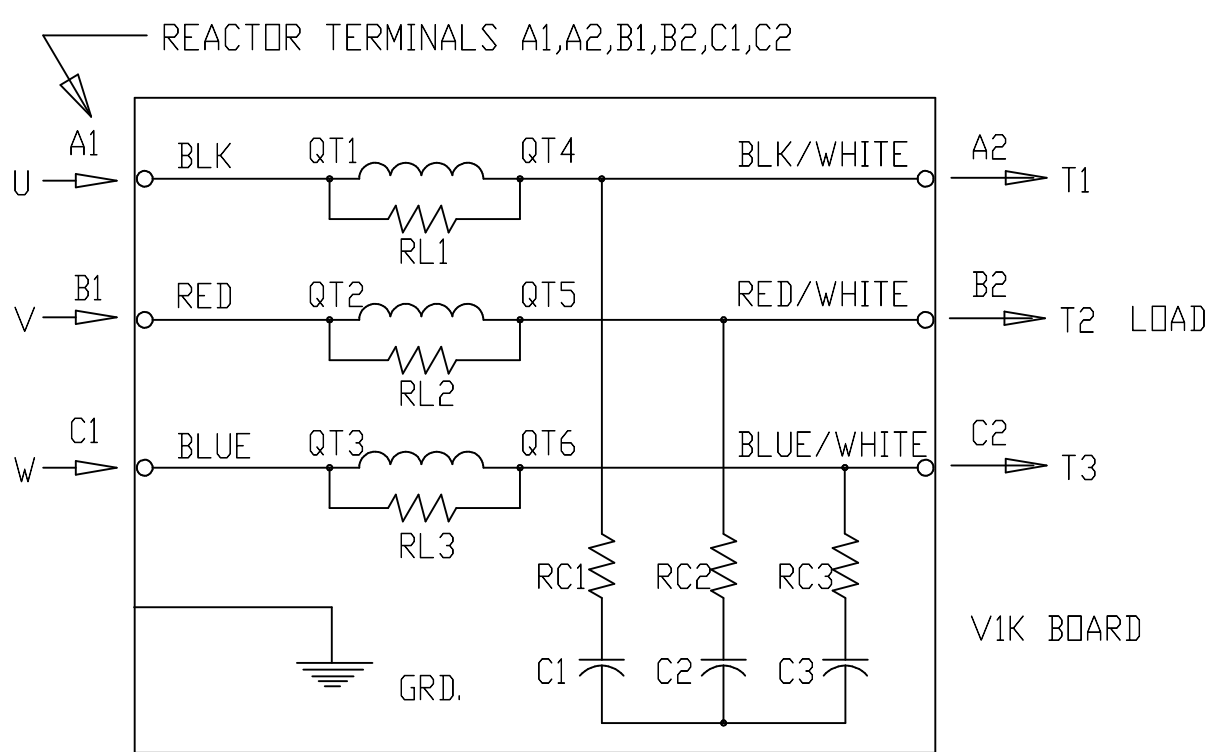 REACTOR TERMINALS A1,A2,B1,B2,C1,C2
A1
BLK
QT1
QT4
BLK/WHITE
A2
U
T1
RL1
B1
RED
QT2
QT5
RED/WHITE
B2
V
T2 LOAD
RL2
C1
BLUE
QT3
QT6
BLUE/WHITE
C2
W
T3
RL3
RC1
RC2
RC3
V1K BOARD
C1
C2
C3
GRD.